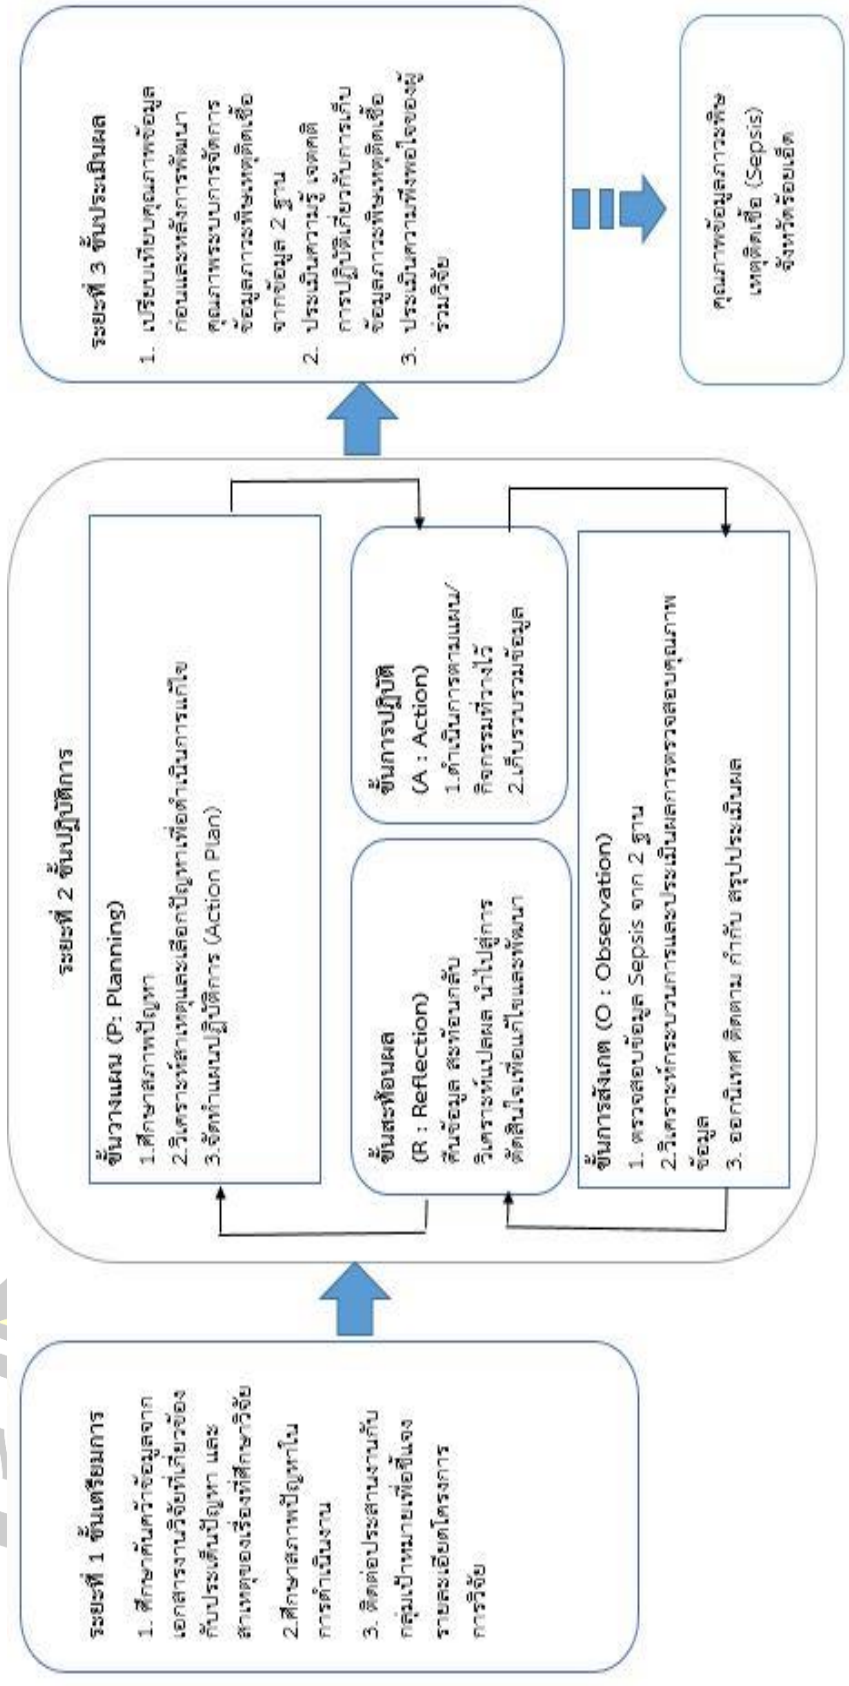 ระยะที่ 1 ขั้นเตรียมการ
1. ศึกษาค้นคว้าข้อมูลจาก
เอกสารงานวิจัยที่เกี่ยวข้อง
กับประเด็นปัญหา และ
สาเหตุของเรื่องที่ศึกษาวิจัย
2.ศึกษาสภาพปัญหาใน
การดำเนินงาน
3. ติดต่อประสานงานกับ
กลุ่มเป้าหมายเพื่อชี้แจง
รายละเอียดโครงการ
การวิจัย
ระยะที่ 2 ขั้นปฏิบัติการ
ขั้นวางแผน (P: Planning)
1.ศึกษาสภาพปัญหา
2.วิเคราะห์สาเหตุและเลือกปัญหาเพื่อดำเนินการแก้ไข
3.จัดทำแผนปฏิบัติการ (Action Plan)
ขั้นสะท้อนผล
(R : Reflection)
คืนข้อมูล สะท้อนกลับ
วิเคราะห์แปลผล นำไปสู่การ
ตัดสินใจเพื่อแก้ไขและพัฒนา
ขั้นการปฏิบัติ
(A : Action)
1.ดำเนินการตามแผน/
กิจกรรมที่วางไว้
2.เก็บรวบรวมข้อมูล
ขั้นการสังเกต (O : Observation)
1. ตรวจสอบข้อมูล Sepsis จาก 2 ฐาน
2.วิเคราะห์กระบวนการและประเมินผลการตรวจสอบคุณภาพ
ข้อมูล
3. ออกนิเทศ ติดตาม กำกับ สรุปประเมินผล
ระยะที่ 3 ขั้นประเมินผล
1. เปรียบเทียบคุณภาพข้อมูล
ก่อนและหลังการพัฒนา
คุณภาพระบบการจัดการ
ข้อมูลภาวะพิษเหตุติดเชื้อ
จากข้อมูล 2 ฐาน
2. ประเมินความรู้ เจตคติ
การปฏิบัติเกี่ยวกับการเก็บ
ข้อมูลภาวะพิษเหตุติดเชื้อ
3. ประเมินความพึงพอใจของผู้
ร่วมวิจัย
คุณภาพข้อมูลภาวะพิษ
เหตุติดเชื้อ (Sepsis)
จังหวัดร้อยเอ็ด